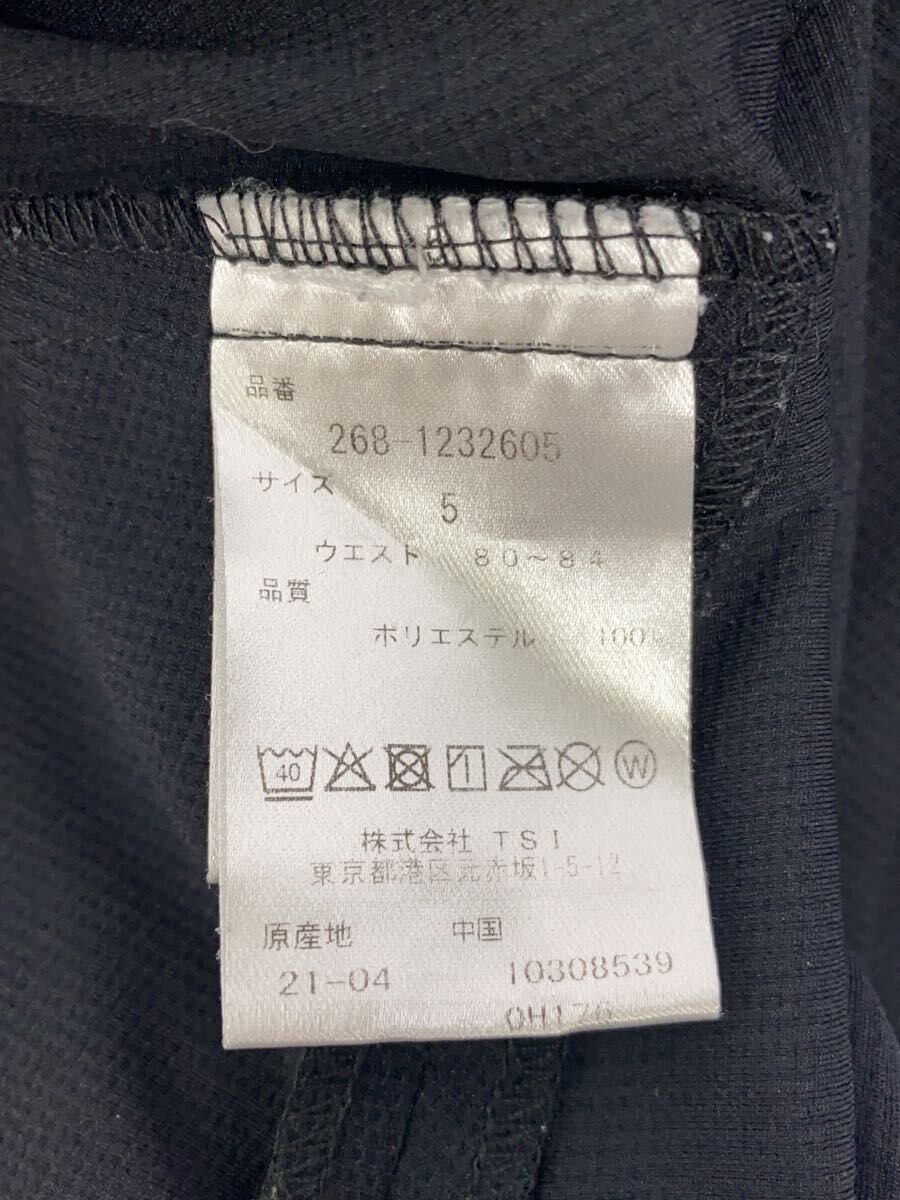 品番
268-1232605
サイズ
5
ウエスト 80～84
品質
ポリエステル 100
40 W
株式会社 TSI
東京都港区元赤坂1-5-12
原産地 中国
21-04 10308539
0H176